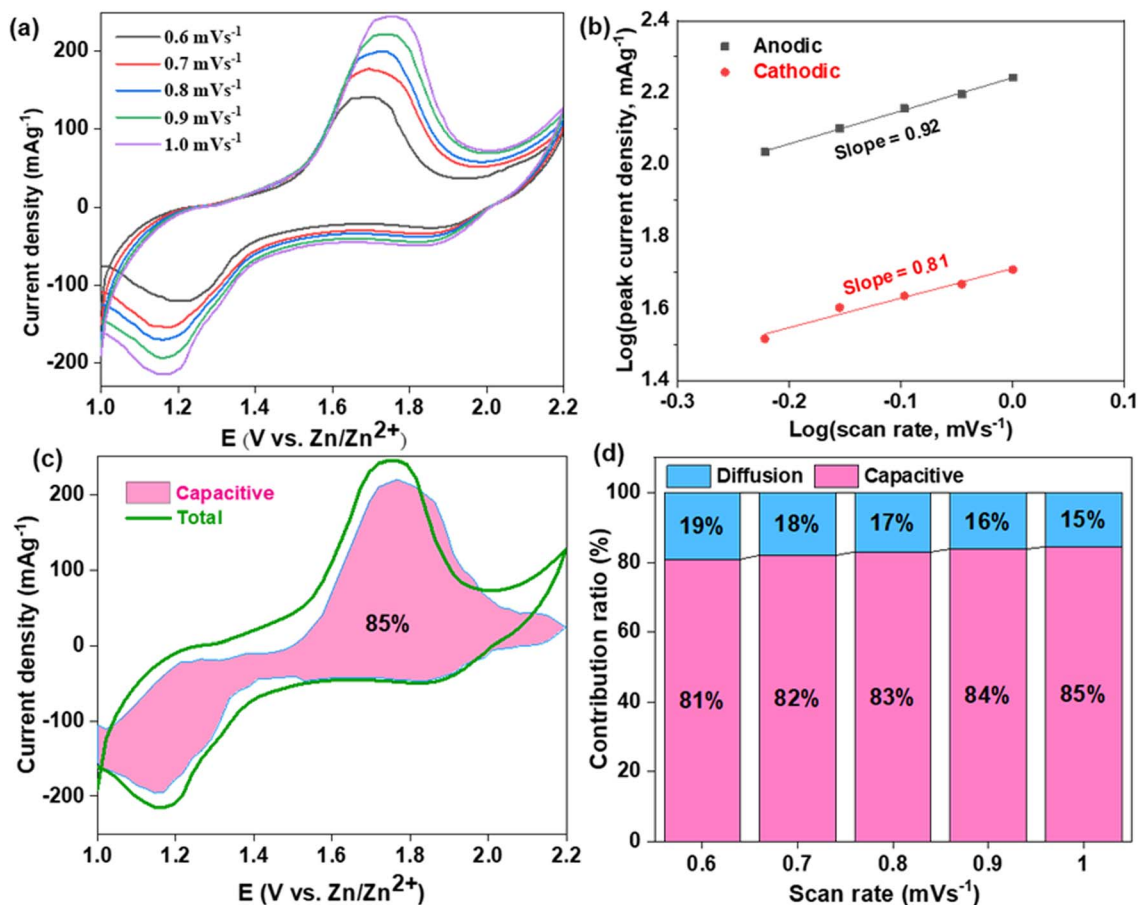 (a)
0.6 mVs⁻¹
0.7 mVs⁻¹
0.8 mVs⁻¹
0.9 mVs⁻¹
1.0 mVs⁻¹
200
100
0
-100
-200
Current density (mAg⁻¹)
1.0 1.2 1.4 1.6 1.8 2.0 2.2
E (V vs. Zn/Zn²⁺)
(b)
Anodic
Cathodic
Slope = 0.92
Slope = 0.81
2.4
2.2
2.0
1.8
1.6
1.4
Log(peak current density, mAg⁻¹)
-0.3 -0.2 -0.1 0.0 0.1
Log(scan rate, mVs⁻¹)
(c)
Capacitive
Total
85%
200
100
0
-100
-200
Current density (mAg⁻¹)
1.0 1.2 1.4 1.6 1.8 2.0 2.2
E (V vs. Zn/Zn²⁺)
(d)
Diffusion Capacitive
100
80
60
40
20
0
Contribution ratio (%)
19% 18% 17% 16% 15%
81% 82% 83% 84% 85%
0.6 0.7 0.8 0.9 1
Scan rate (mVs⁻¹)